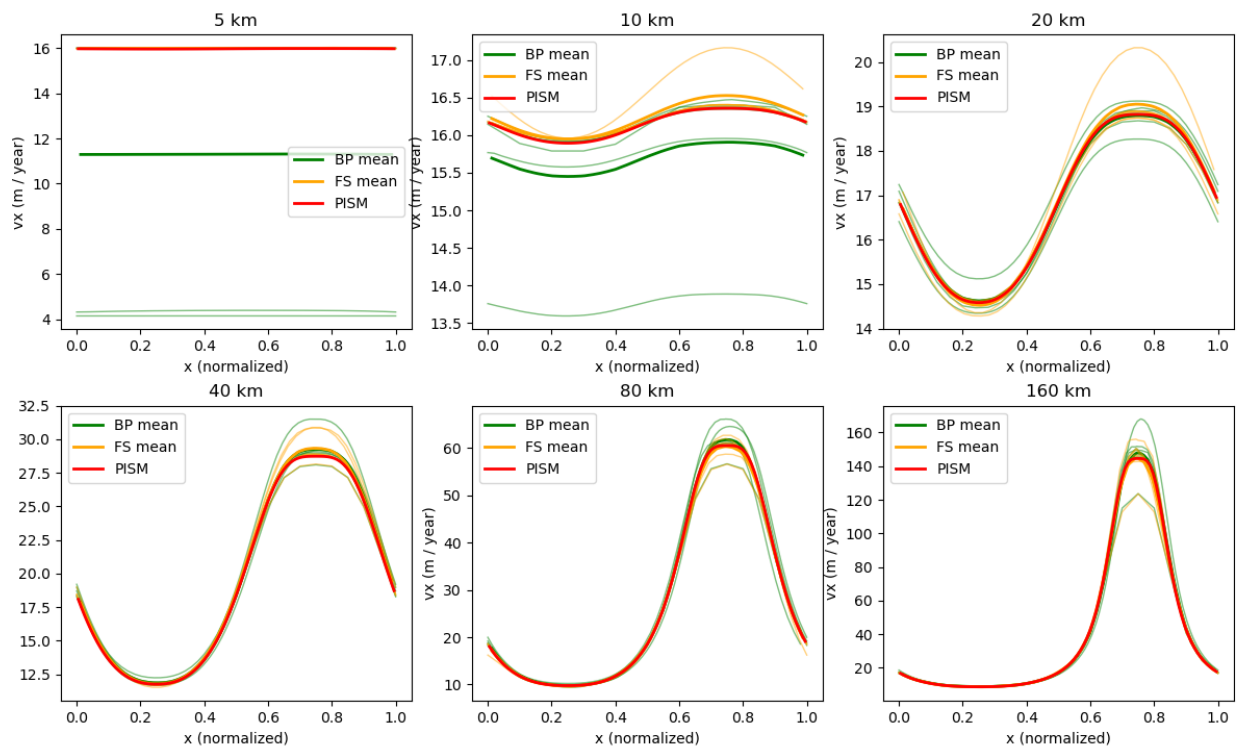 5 km
16
14
12
10
8
6
4
vx (m / year)
BP mean
FS mean
PISM
0.0 0.2 0.4 0.6 0.8 1.0
x (normalized)
10 km
17.0
16.5
16.0
15.5
15.0
14.5
14.0
13.5
vx (m / year)
BP mean
FS mean
PISM
0.0 0.2 0.4 0.6 0.8 1.0
x (normalized)
20 km
20
19
18
17
16
15
14
vx (m / year)
BP mean
FS mean
PISM
0.0 0.2 0.4 0.6 0.8 1.0
x (normalized)
40 km
32.5
30.0
27.5
25.0
22.5
20.0
17.5
15.0
12.5
vx (m / year)
BP mean
FS mean
PISM
0.0 0.2 0.4 0.6 0.8 1.0
x (normalized)
80 km
60
50
40
30
20
10
vx (m / year)
BP mean
FS mean
PISM
0.0 0.2 0.4 0.6 0.8 1.0
x (normalized)
160 km
160
140
120
100
80
60
40
20
vx (m / year)
BP mean
FS mean
PISM
0.0 0.2 0.4 0.6 0.8 1.0
x (normalized)